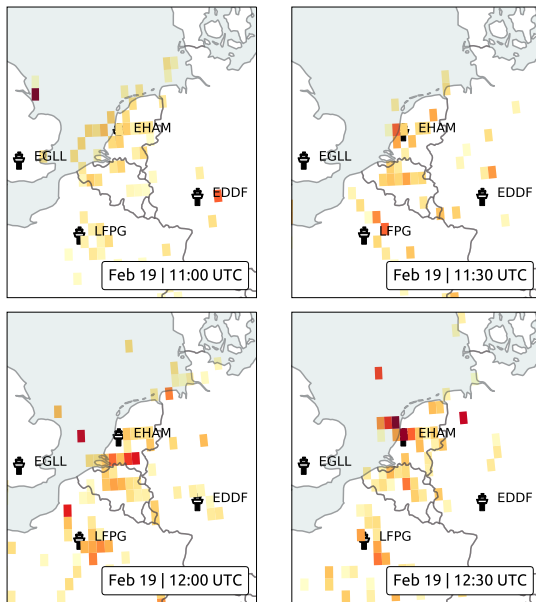 EHAM
EGLL
EDDF
LFPG
Feb 19 | 11:00 UTC
EHAM
EGLL
EDDF
LFPG
Feb 19 | 11:30 UTC
EHAM
EGLL
EDDF
LFPG
Feb 19 | 12:00 UTC
EHAM
EGLL
EDDF
LFPG
Feb 19 | 12:30 UTC